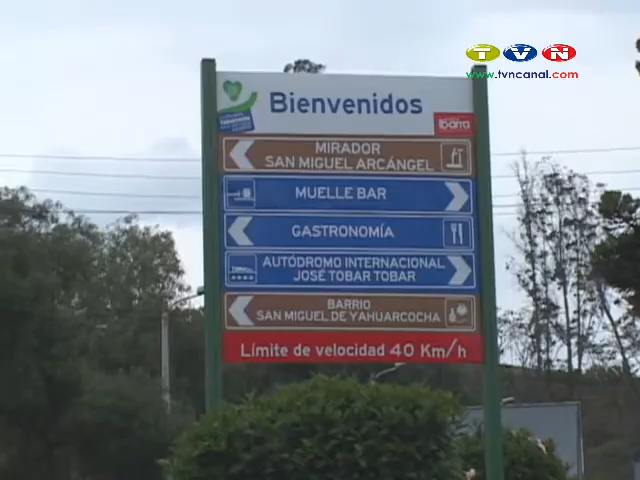 TVN
www.tvncanal.com
Bienvenidos
Ibarra
MIRADOR
SAN MIGUEL ARCÁNGEL
MUELLE BAR
GASTRONOMÍA
AUTÓDROMO INTERNACIONAL
JOSÉ TOBAR TOBAR
BARRIO
SAN MIGUEL DE YAHUARCOCHA
Límite de velocidad 40 Km/h